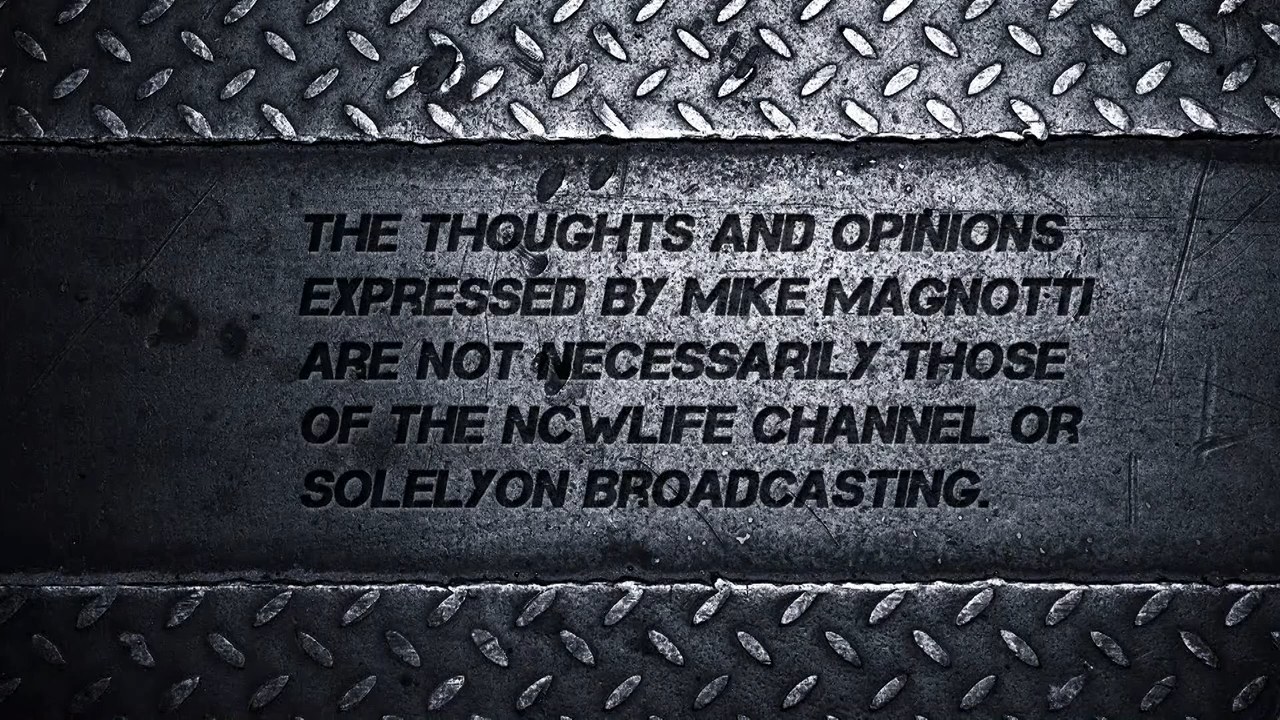 THE THOUGHTS AND OPINIONS
EXPRESSED BY MIKE MAGNOTTI
ARE NOT NECESSARILY THOSE
OF THE NCWLIFE CHANNEL OR
SOLELYON BROADCASTING.